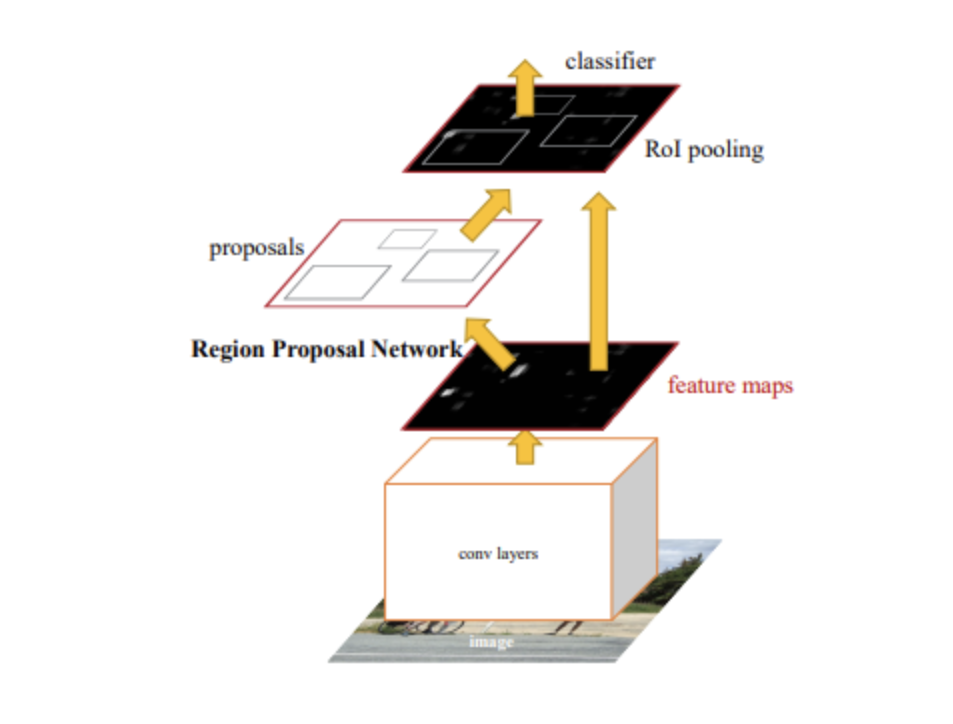 classifier
RoI pooling
proposals
Region Proposal Network
feature maps
conv layers
image